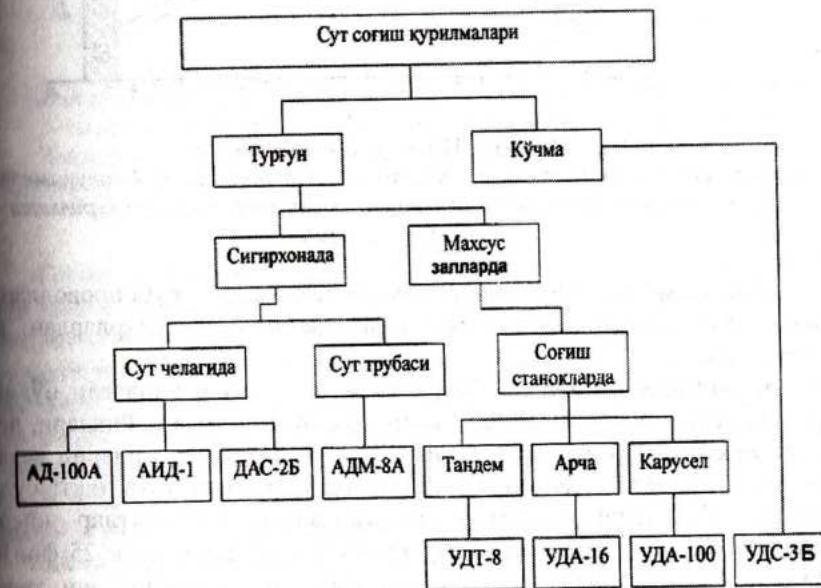 Сут соғиш қурилмалари
Турғун
Кўчма
Сигирхонада
Махсус
залларда
Сут челагида
Сут трубаси
Соғиш
станокларда
АД-100А
АИД-1
ДАС-2Б
АДМ-8А
Тандем
Арча
Карусел
УДТ-8
УДА-16
УДА-100
УДС-3Б